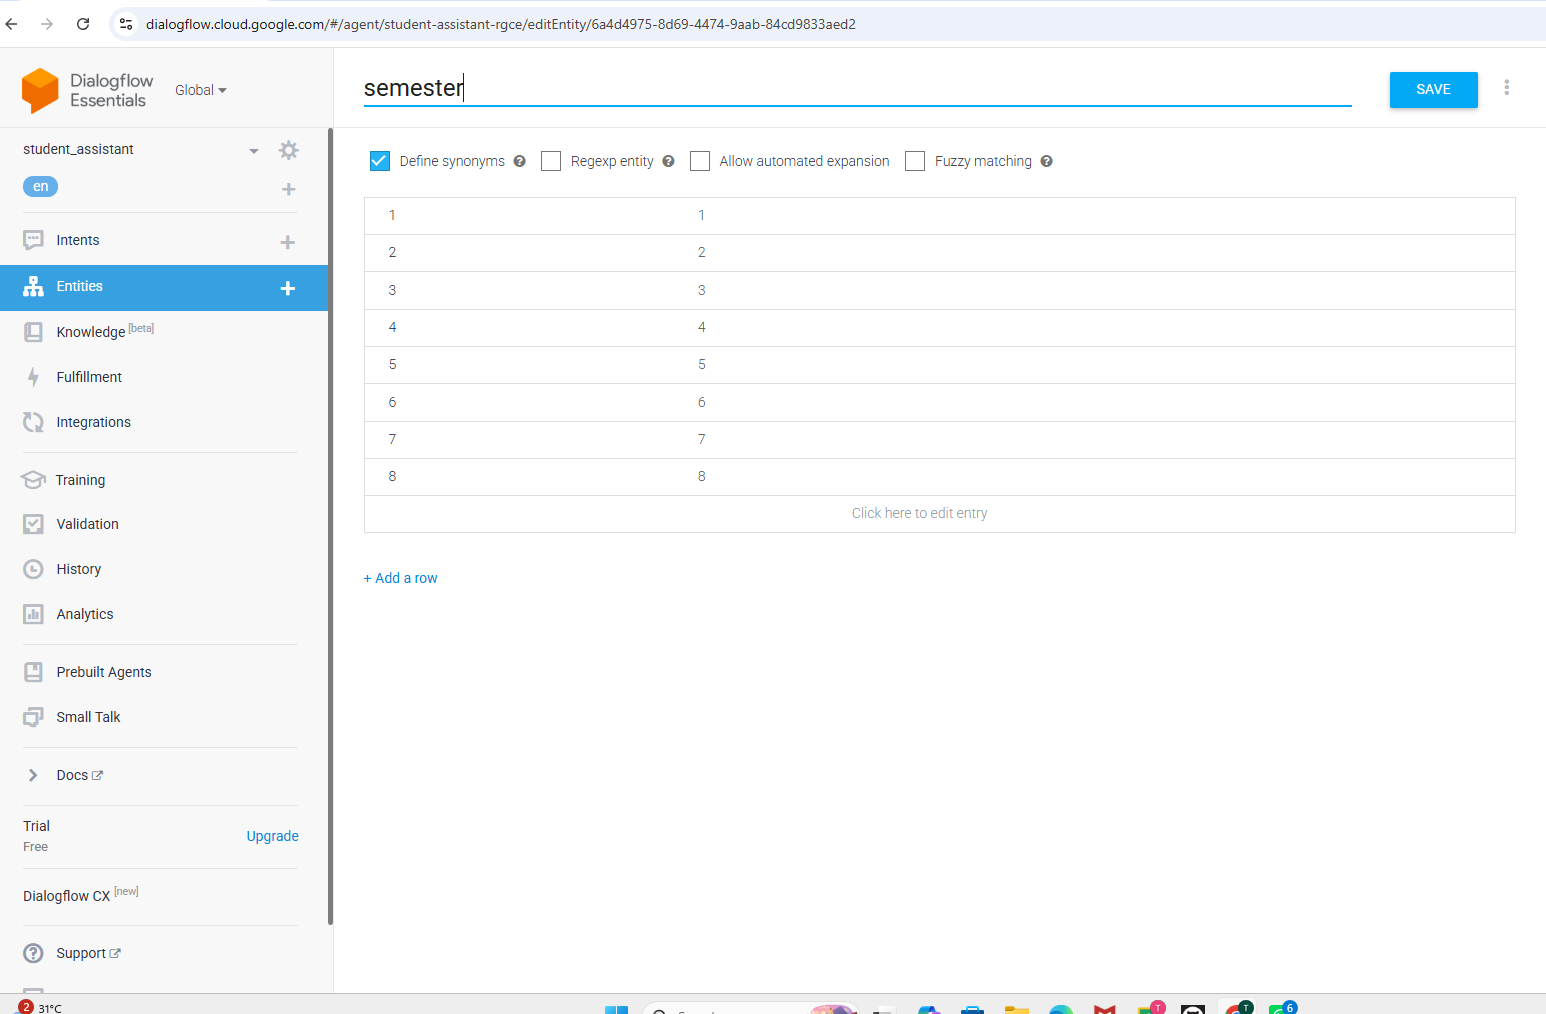 dialogflow.cloud.google.com/#/agent/student-assistant-rgce/editEntity/6a4d4975-8d69-4474-9aab-84cd9833aed2
Dialogflow
Essentials
Global
semester
SAVE
student_assistant
en
Define synonyms
Regexp entity
Allow automated expansion
Fuzzy matching
1 1
2 2
3 3
4 4
5 5
6 6
7 7
8 8
Click here to edit entry
+ Add a row
Intents
Entities
Knowledge [beta]
Fulfillment
Integrations
Training
Validation
History
Analytics
Prebuilt Agents
Small Talk
Docs
Trial
Free
Upgrade
Dialogflow CX [new]
Support
2
31°C
T
T
6